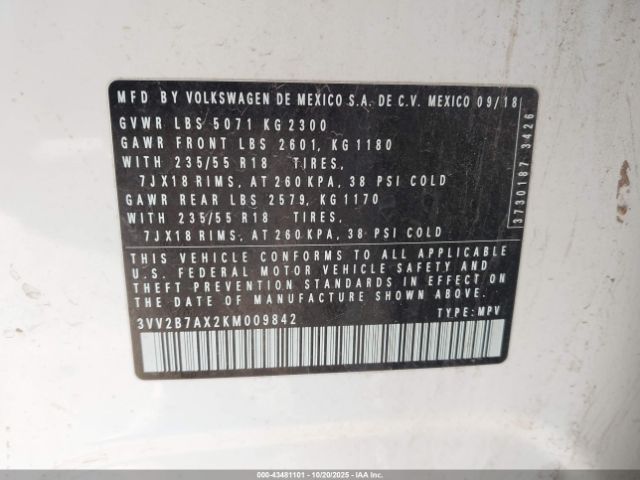 MFD BY VOLKSWAGEN DE MEXICO S.A. DE C.V. MEXICO 09/18
GVWR LBS 5071 KG 2300
GAWR FRONT LBS 2601, KG 1180
WITH 235/55 R18 TIRES,
7JX18 RIMS, AT 260 KPA, 38 PSI COLD
GAWR REAR LBS 2579, KG 1170
WITH 235/55 R18 TIRES,
7JX18 RIMS, AT 260 KPA, 38 PSI COLD
THIS VEHICLE CONFORMS TO ALL APPLICABLE
U.S. FEDERAL MOTOR VEHICLE SAFETY AND
THEFT PREVENTION STANDARDS IN EFFECT ON
THE DATE OF MANUFACTURE SHOWN ABOVE.
3VV2B7AX2KM009842 TYPE: MPV
3730187 3426
000-43481101 - 10/20/2025 - IAA